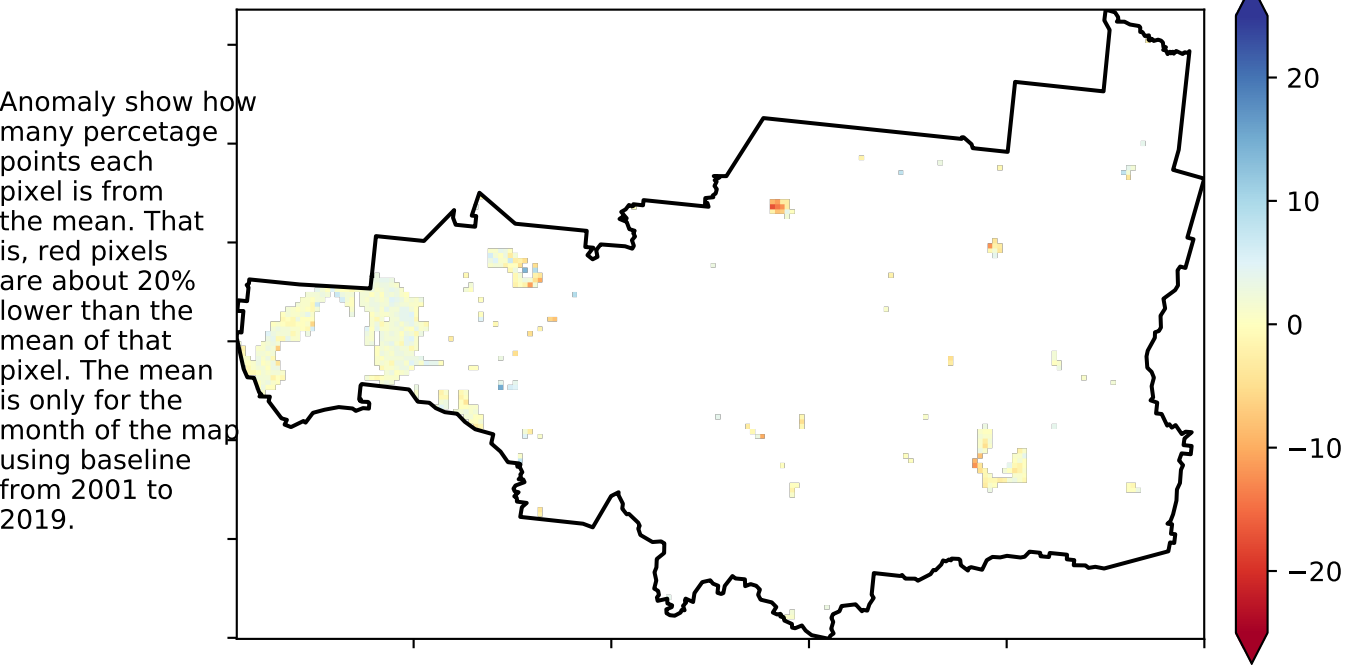 Anomaly show how
many percetage
points each
pixel is from
the mean. That
is, red pixels
are about 20%
lower than the
mean of that
pixel. The mean
is only for the
month of the map
using baseline
from 2001 to
2019.
20
10
0
−10
−20